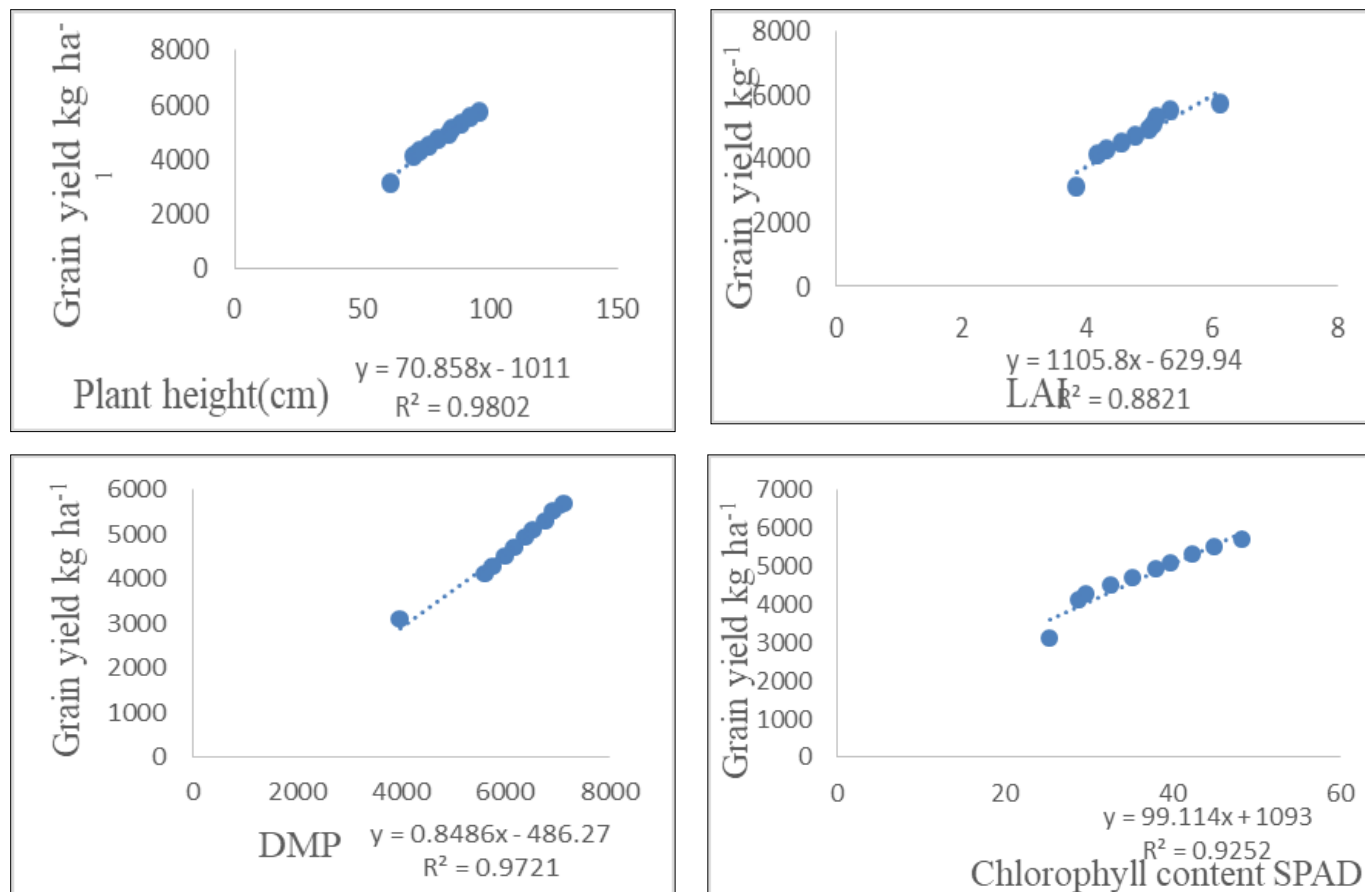 Grain yield kg ha-
1
8000
6000
4000
2000
0
0 50 100 150
Plant height(cm)
y = 70.858x - 1011
R² = 0.9802
Grain yield kg⁻¹
8000
6000
4000
2000
0
0 2 4 6 8
LAI
y = 1105.8x - 629.94
R² = 0.8821
Grain yield kg ha⁻¹
6000
5000
4000
3000
2000
1000
0
0 2000 4000 6000 8000
DMP
y = 0.8486x - 486.27
R² = 0.9721
Grain yield kg ha⁻¹
7000
6000
5000
4000
3000
2000
1000
0
0 20 40 60
y = 99.114x + 1093
R² = 0.9252
Chlorophyll content SPAD